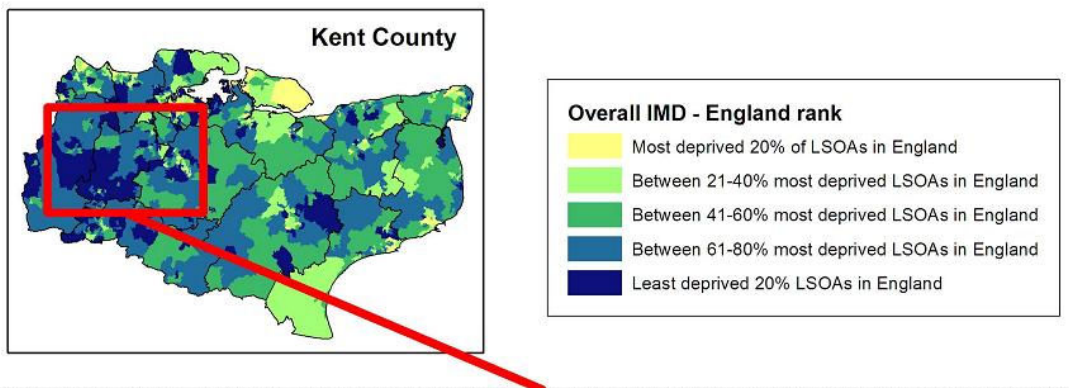 Kent County
Overall IMD - England rank
Most deprived 20% of LSOAs in England
Between 21-40% most deprived LSOAs in England
Between 41-60% most deprived LSOAs in England
Between 61-80% most deprived LSOAs in England
Least deprived 20% LSOAs in England